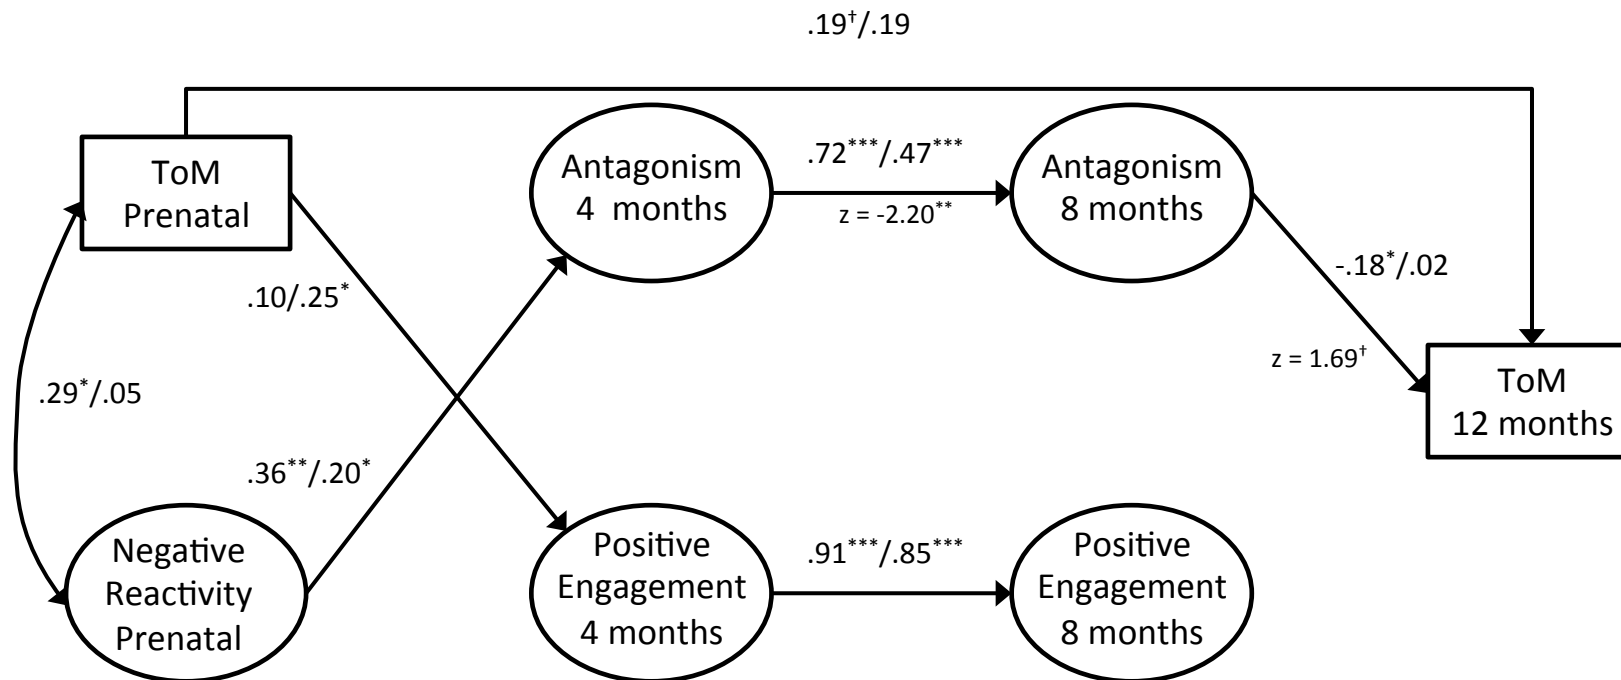 .19†/.19
ToM
Prenatal
Antagonism
4 months
.72***/.47***
z = -2.20**
Antagonism
8 months
-.18*/.02
.10/.25*
z = 1.69†
ToM
12 months
.29*/.05
.36**/.20*
Negative
Reactivity
Prenatal
Positive
Engagement
4 months
.91***/.85***
Positive
Engagement
8 months